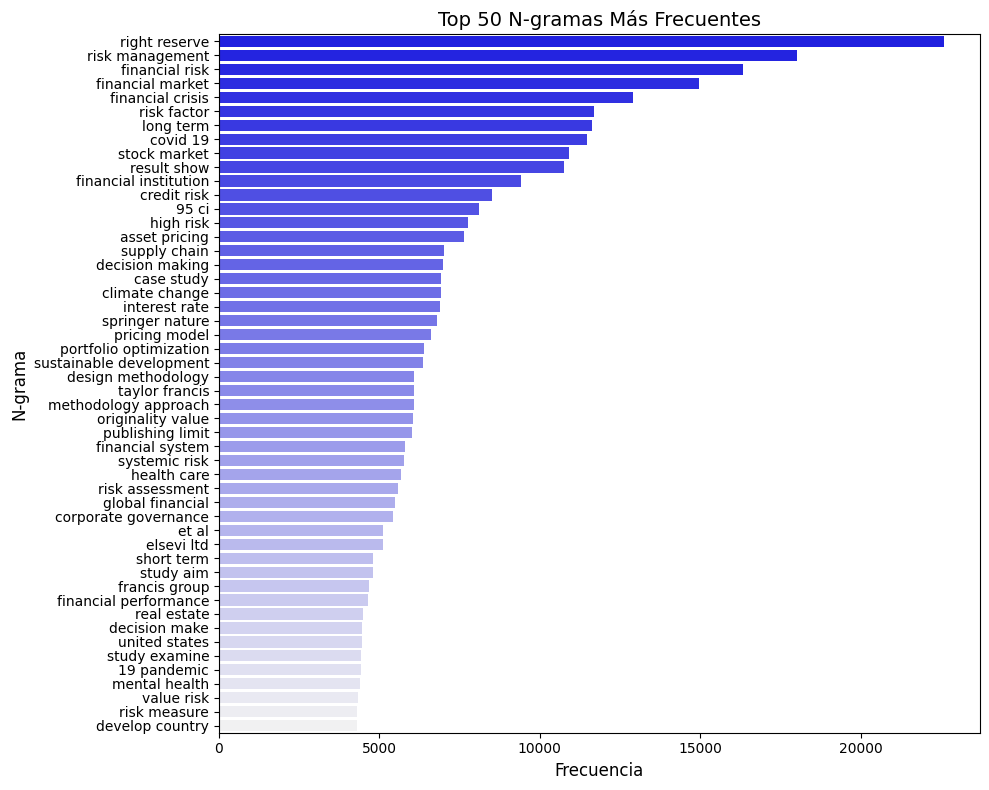 Top 50 N-gramas Más Frecuentes
right reserve
risk management
financial risk
financial market
financial crisis
risk factor
long term
covid 19
stock market
result show
financial institution
credit risk
95 ci
high risk
asset pricing
supply chain
decision making
case study
climate change
interest rate
springer nature
pricing model
portfolio optimization
sustainable development
design methodology
taylor francis
methodology approach
originality value
publishing limit
financial system
systemic risk
health care
risk assessment
global financial
corporate governance
et al
elsevi ltd
short term
study aim
francis group
financial performance
real estate
decision make
united states
study examine
19 pandemic
mental health
value risk
risk measure
develop country
N-grama
0 5000 10000 15000 20000
Frecuencia